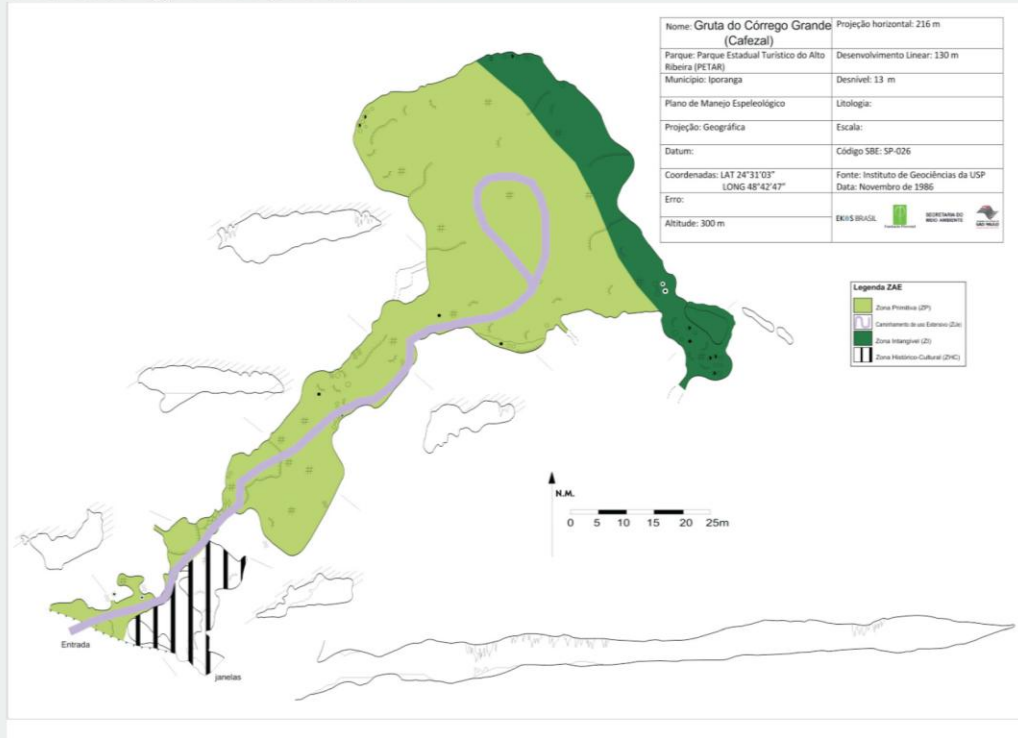 Nome: Gruta do Córrego Grande
(Cafezal)
Projeção horizontal: 216 m
Parque: Parque Estadual Turístico do Alto
Ribeira (PETAR)
Desenvolvimento Linear: 130 m
Município: Iporanga
Desnível: 13 m
Plano de Manejo Espeleológico
Litologia:
Projeção: Geográfica
Escala:
Datum:
Código SBE: SP-026
Coordenadas: LAT 24°31'03"
LONG 48°42'47"
Fonte: Instituto de Geociências da USP
Data: Novembro de 1986
Erro:
Altitude: 300 m
EKOS BRASIL
SECRETARIA DO
MEIO AMBIENTE
SÃO PAULO
Legenda ZAE
Zona Primitiva (ZP)
Caminhamento de uso Extensivo (ZUe)
Zona Intangível (ZI)
Zona Histórico-Cultural (ZHC)
N.M.
0 5 10 15 20 25m
Entrada
janelas